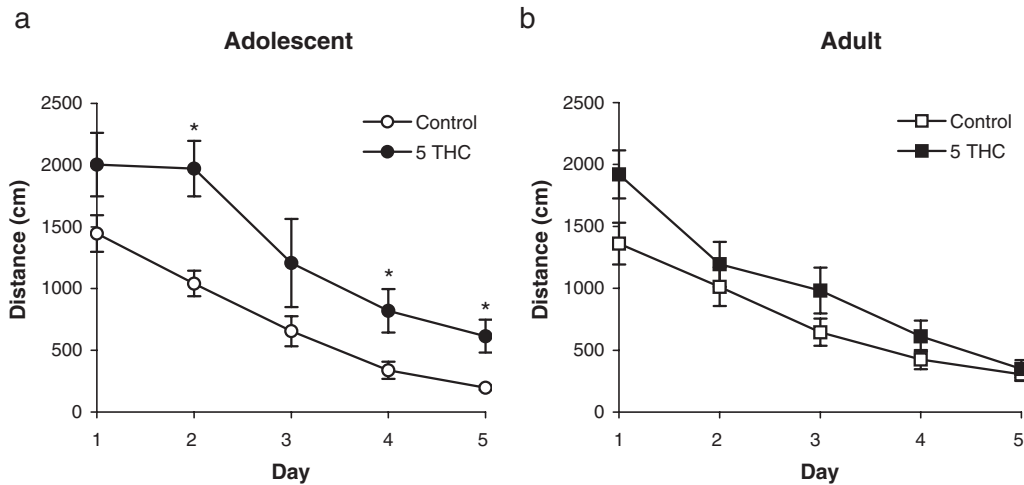 a
Adolescent
2500
2000
1500
1000
500
0
Distance (cm)
Control
5 THC
*
*
*
1 2 3 4 5
Day
b
Adult
2500
2000
1500
1000
500
0
Distance (cm)
Control
5 THC
1 2 3 4 5
Day